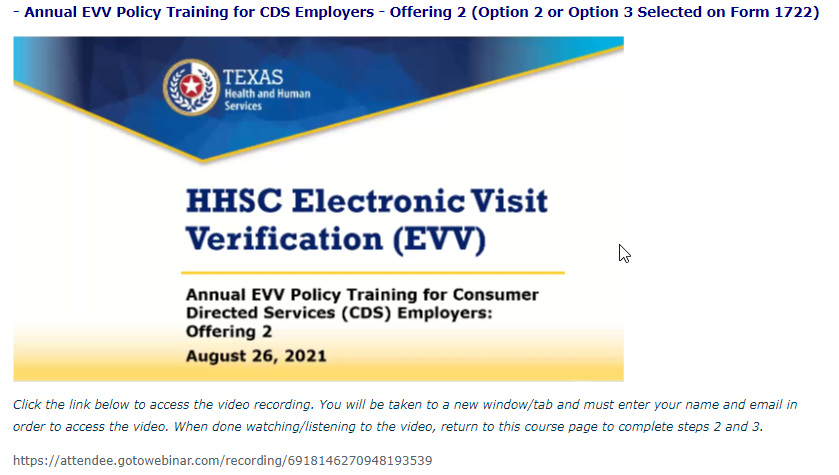 - Annual EVV Policy Training for CDS Employers - Offering 2 (Option 2 or Option 3 Selected on Form 1722)
TEXAS
Health and Human
Services
HHSC Electronic Visit
Verification (EVV)
Annual EVV Policy Training for Consumer
Directed Services (CDS) Employers:
Offering 2
August 26, 2021
Click the link below to access the video recording. You will be taken to a new window/tab and must enter your name and email in
order to access the video. When done watching/listening to the video, return to this course page to complete steps 2 and 3.
https://attendee.gotowebinar.com/recording/6918146270948193539